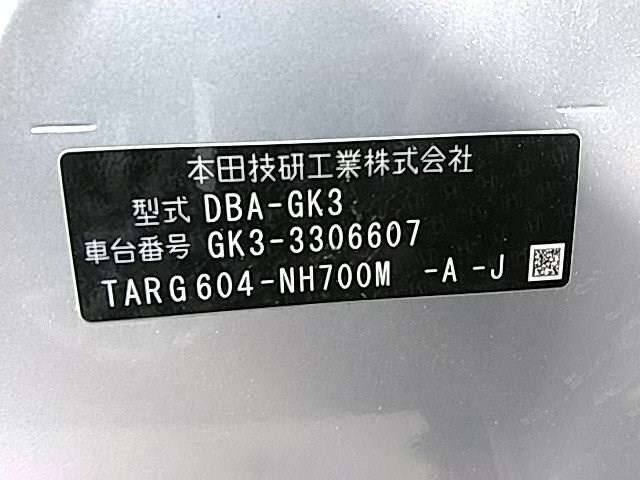 本田技研工業株式会社
型式 DBA-GK3
車台番号 GK3-3306607
TARG604-NH700M -A -J